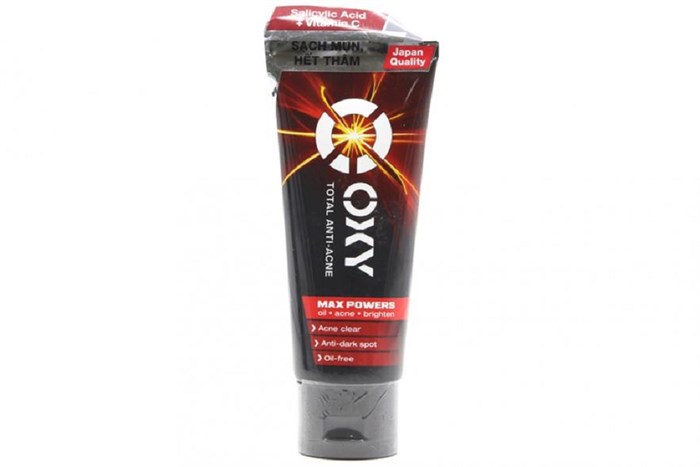 Salicylic Acid
+ Vitamin C
SẠCH MỤN,
HẾT THÂM
Japan
Quality
OXY
TOTAL ANTI-ACNE
MAX POWERS
oil • acne • brighten
Acne clear
Anti-dark spot
Oil-free